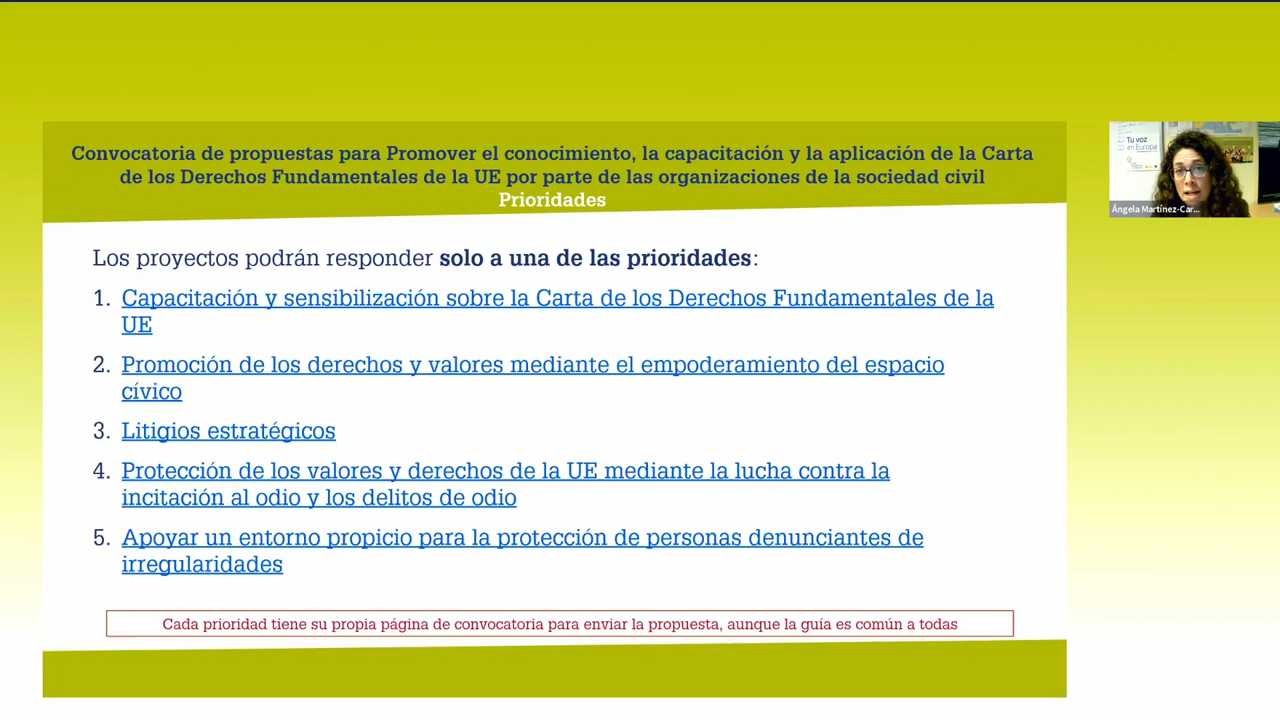 Convocatoria de propuestas para Promover el conocimiento, la capacitación y la aplicación de la Carta
de los Derechos Fundamentales de la UE por parte de las organizaciones de la sociedad civil
Prioridades
Los proyectos podrán responder solo a una de las prioridades:
1. Capacitación y sensibilización sobre la Carta de los Derechos Fundamentales de la
UE
2. Promoción de los derechos y valores mediante el empoderamiento del espacio
cívico
3. Litigios estratégicos
4. Protección de los valores y derechos de la UE mediante la lucha contra la
incitación al odio y los delitos de odio
5. Apoyar un entorno propicio para la protección de personas denunciantes de
irregularidades
Cada prioridad tiene su propia página de convocatoria para enviar la propuesta, aunque la guía es común a todas
Tu voz
en Europa
Ángela Martínez-Car...